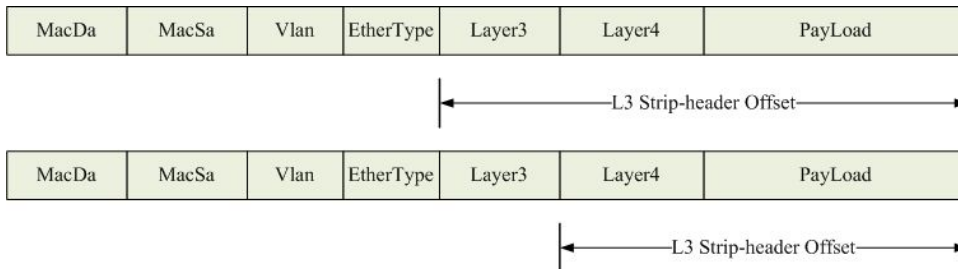 MacDa MacSa Vlan EtherType Layer3 Layer4 PayLoad
L3 Strip-header Offset
MacDa MacSa Vlan EtherType Layer3 Layer4 PayLoad
L3 Strip-header Offset